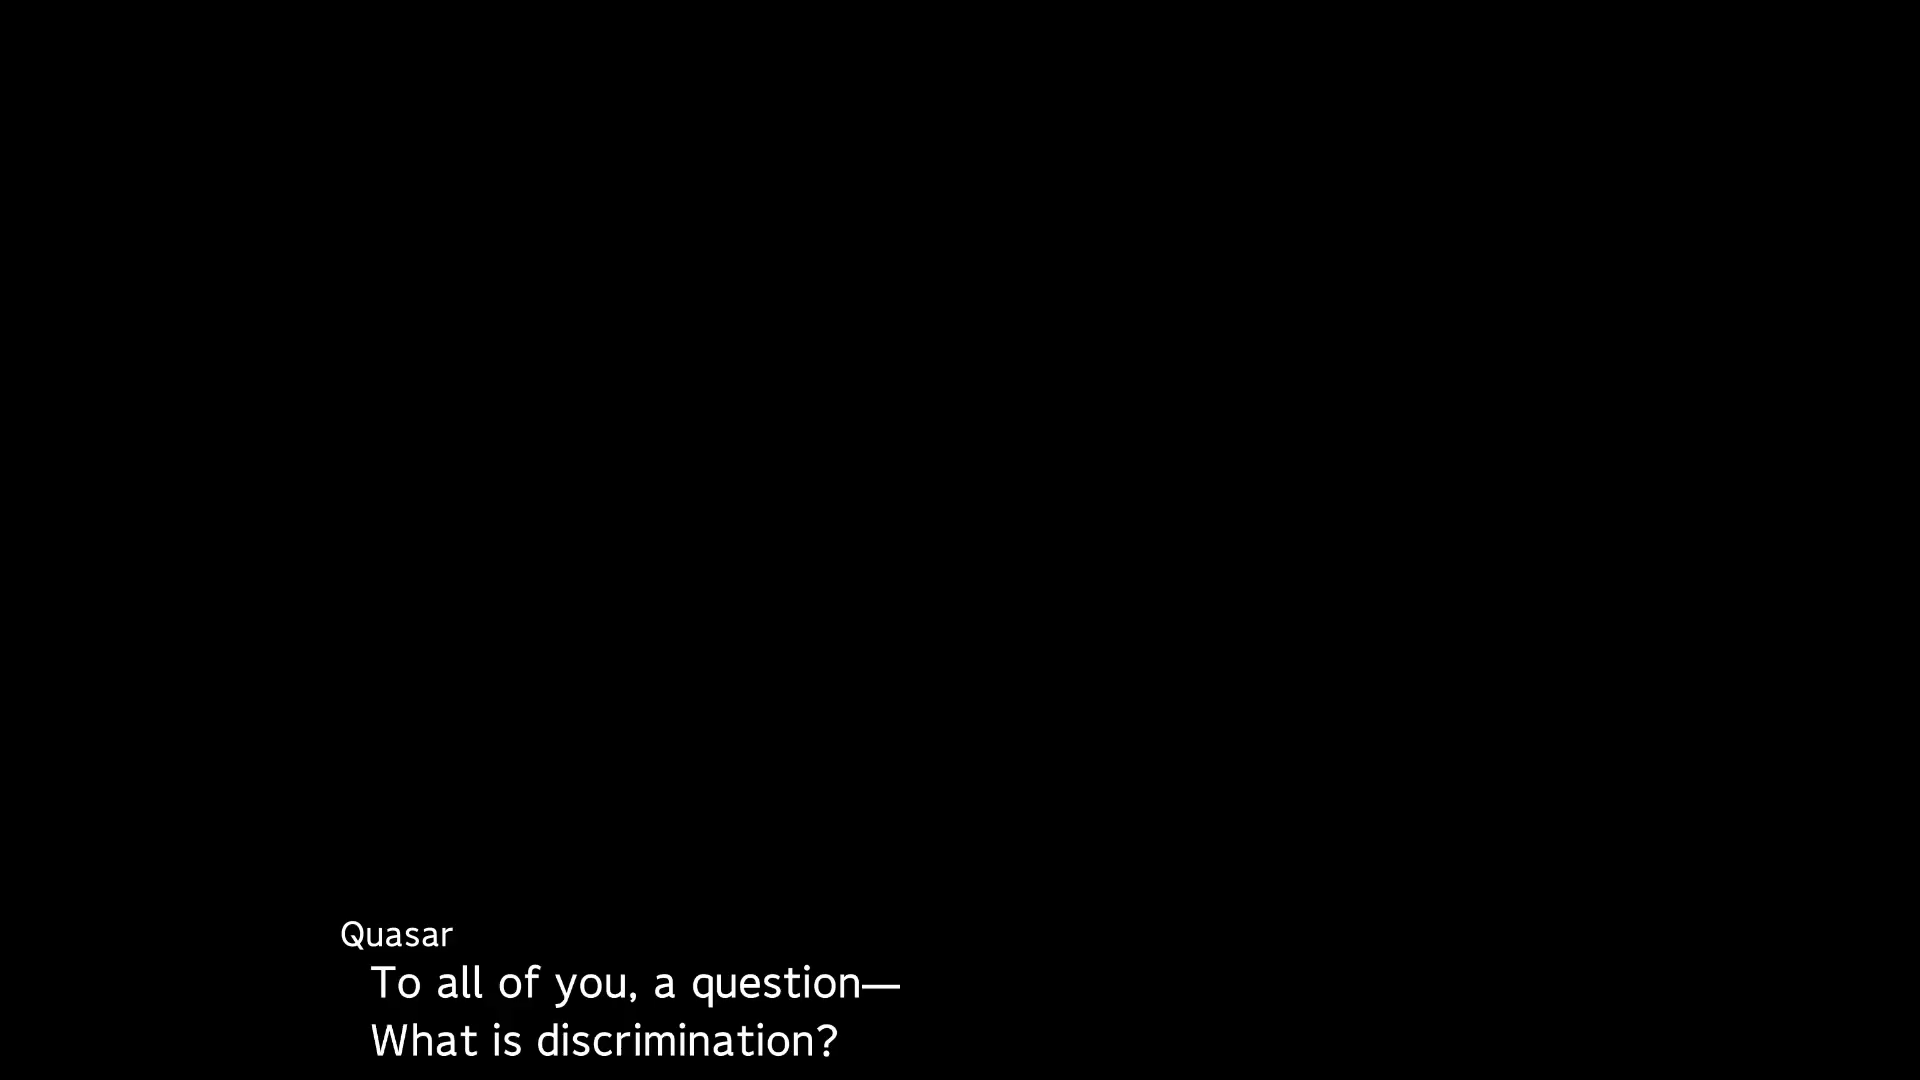 Quasar
To all of you, a question—
What is discrimination?